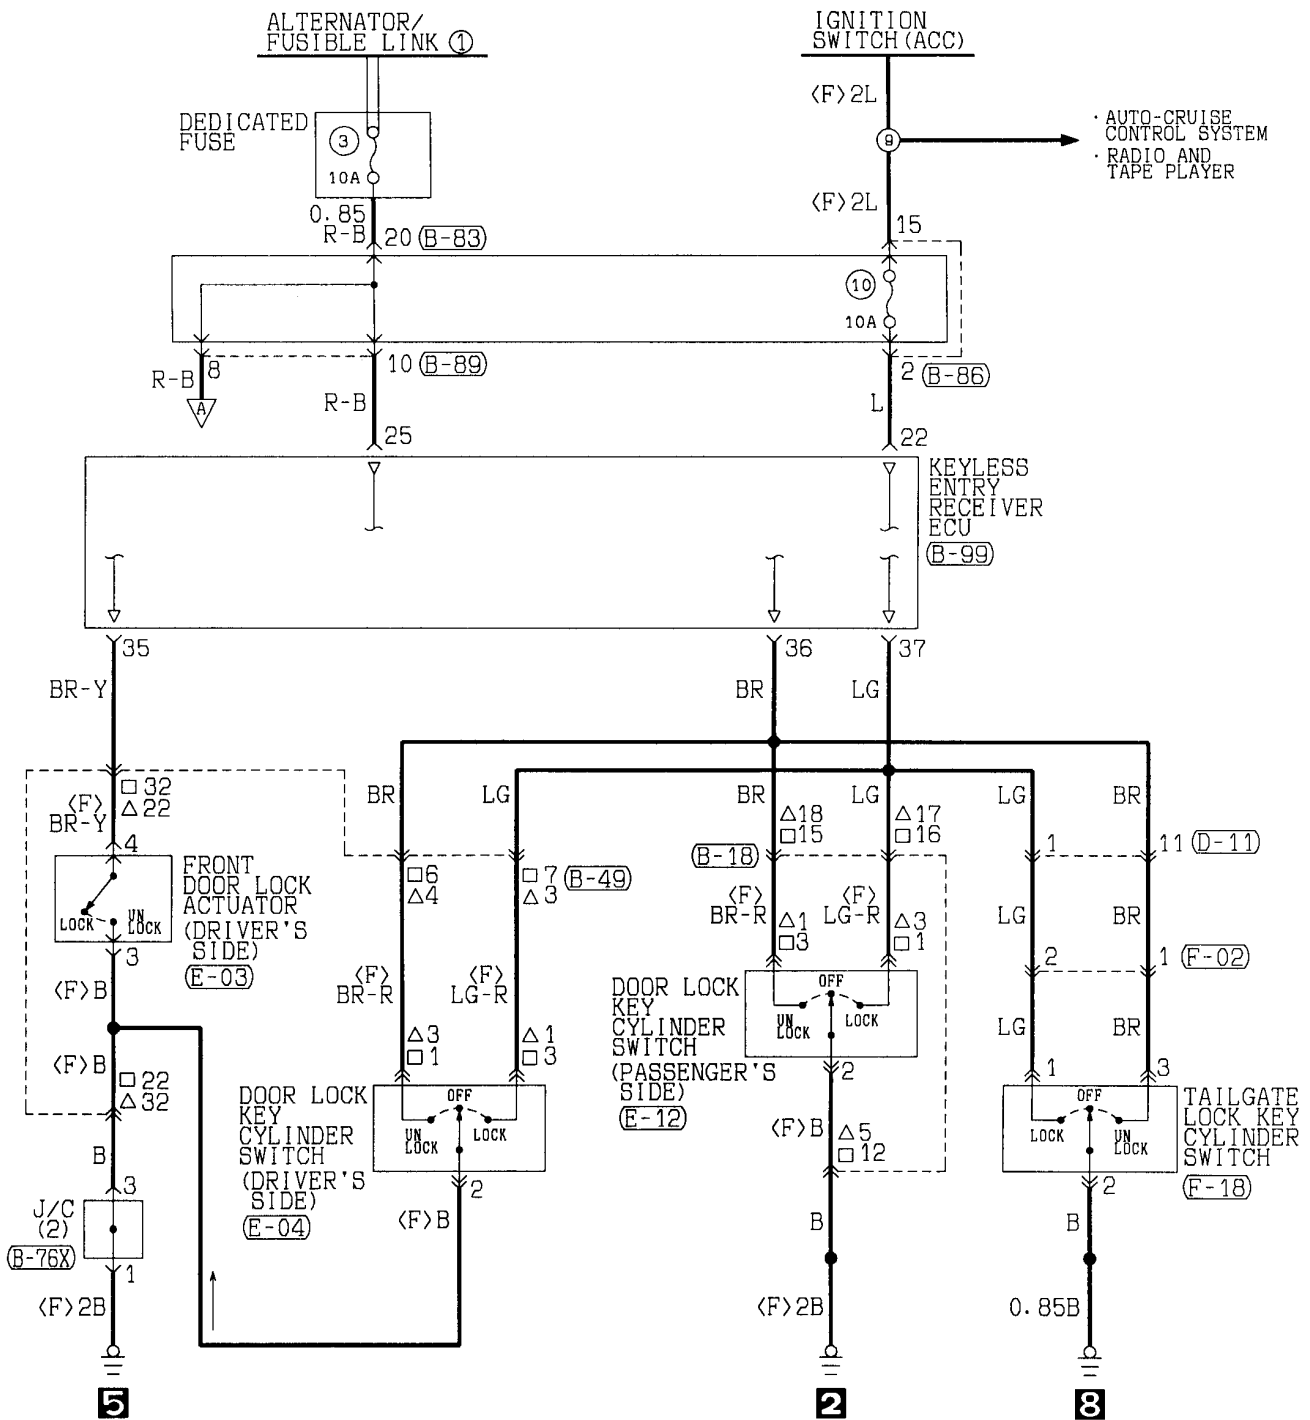 ALTERNATOR/
FUSIBLE LINK ①
IGNITION
SWITCH(ACC)
⟨F⟩2L
DEDICATED
FUSE
3
10A
9
· AUTO-CRUISE
CONTROL SYSTEM
· RADIO AND
TAPE PLAYER
⟨F⟩2L
0.85
R-B
20 (B-83)
15
10
10A
8
10 (B-89)
2 (B-86)
R-B
A
R-B
L
25
22
KEYLESS
ENTRY
RECEIVER
ECU
(B-99)
35
36
37
BR-Y
BR
LG
□32
△22
⟨F⟩
BR-Y
BR
LG
BR
LG
LG
BR
△18
□15
△17
□16
4
(B-18)
1
11 (D-11)
FRONT
DOOR LOCK
ACTUATOR
(DRIVER'S
SIDE)
(E-03)
LOCK
UN
LOCK
□6
△4
□7
△3
(B-49)
⟨F⟩
BR-R
⟨F⟩
LG-R
LG
BR
△1
□3
△3
□1
3
2
1 (F-02)
⟨F⟩B
⟨F⟩
BR-R
⟨F⟩
LG-R
DOOR LOCK
KEY
CYLINDER
SWITCH
(PASSENGER'S
SIDE)
(E-12)
OFF
UN
LOCK
LOCK
LG
BR
⟨F⟩B
△3
□1
△1
□3
2
1
3
□22
△32
DOOR LOCK
KEY
CYLINDER
SWITCH
(DRIVER'S
SIDE)
(E-04)
OFF
UN
LOCK
LOCK
⟨F⟩B
△5
□12
OFF
LOCK
UN
LOCK
TAILGATE
LOCK KEY
CYLINDER
SWITCH
(F-18)
B
3
2
2
J/C
(2)
(B-76X)
⟨F⟩B
B
B
1
⟨F⟩2B
⟨F⟩2B
0.85B
5
2
8